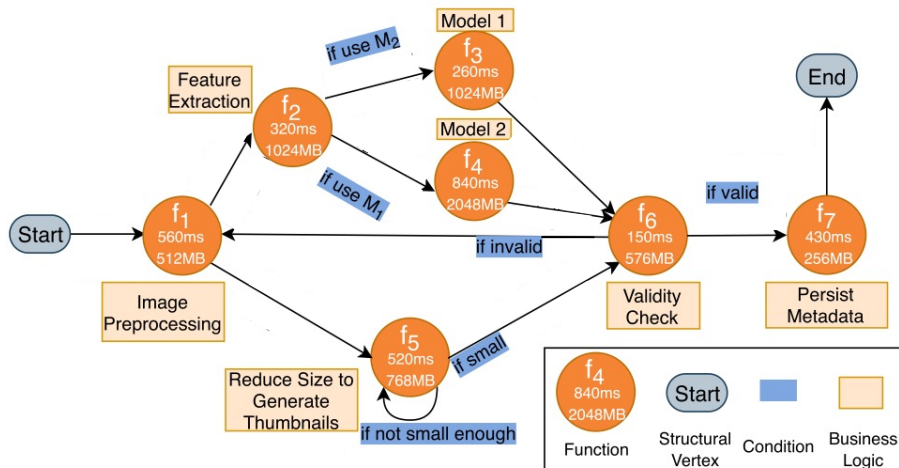 Model 1
if use M₂
f₃
260ms
1024MB
End
Feature
Extraction
f₂
320ms
1024MB
Model 2
f₄
840ms
2048MB
if use M₁
if valid
Start
f₁
560ms
512MB
if invalid
f₆
150ms
576MB
f₇
430ms
256MB
Image
Preprocessing
Validity
Check
Persist
Metadata
f₅
520ms
768MB
if small
Reduce Size to
Generate
Thumbnails
if not small enough
f₄
840ms
2048MB
Start
Function
Structural
Vertex
Condition
Business
Logic